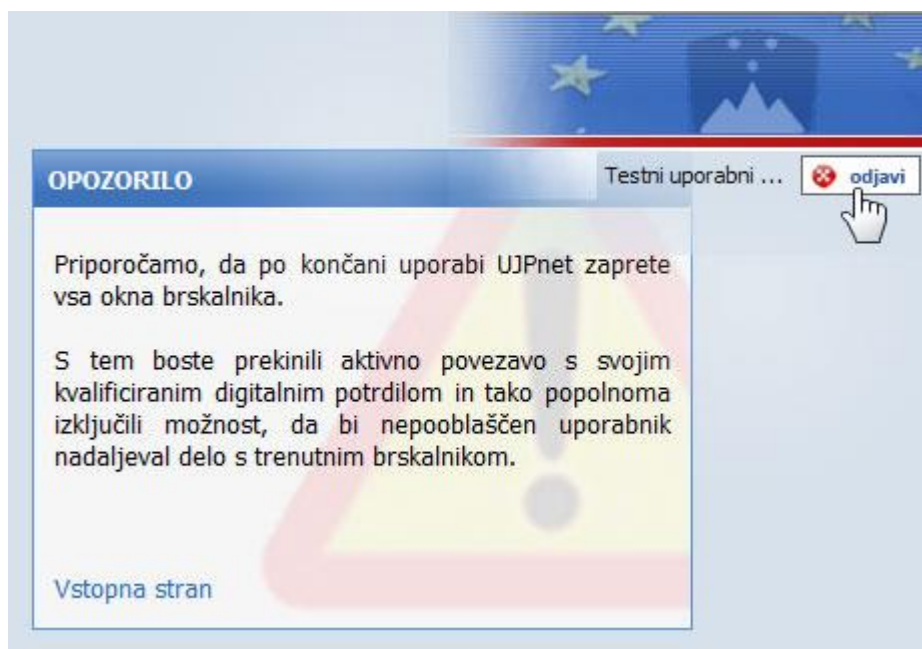 OPOZORILO
Testni uporabni ...
odjavi
Priporočamo, da po končani uporabi UJPnet zaprete
vsa okna brskalnika.
S tem boste prekinili aktivno povezavo s svojim
kvalificiranim digitalnim potrdilom in tako popolnoma
izključili možnost, da bi nepooblaščen uporabnik
nadaljeval delo s trenutnim brskalnikom.
Vstopna stran